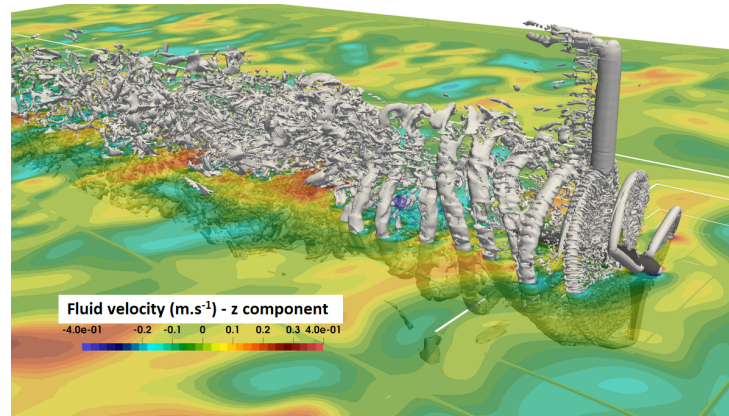 Fluid velocity (m.s-1) - z component
-4.0e-01 -0.2 -0.1 0 0.1 0.2 0.3 4.0e-01